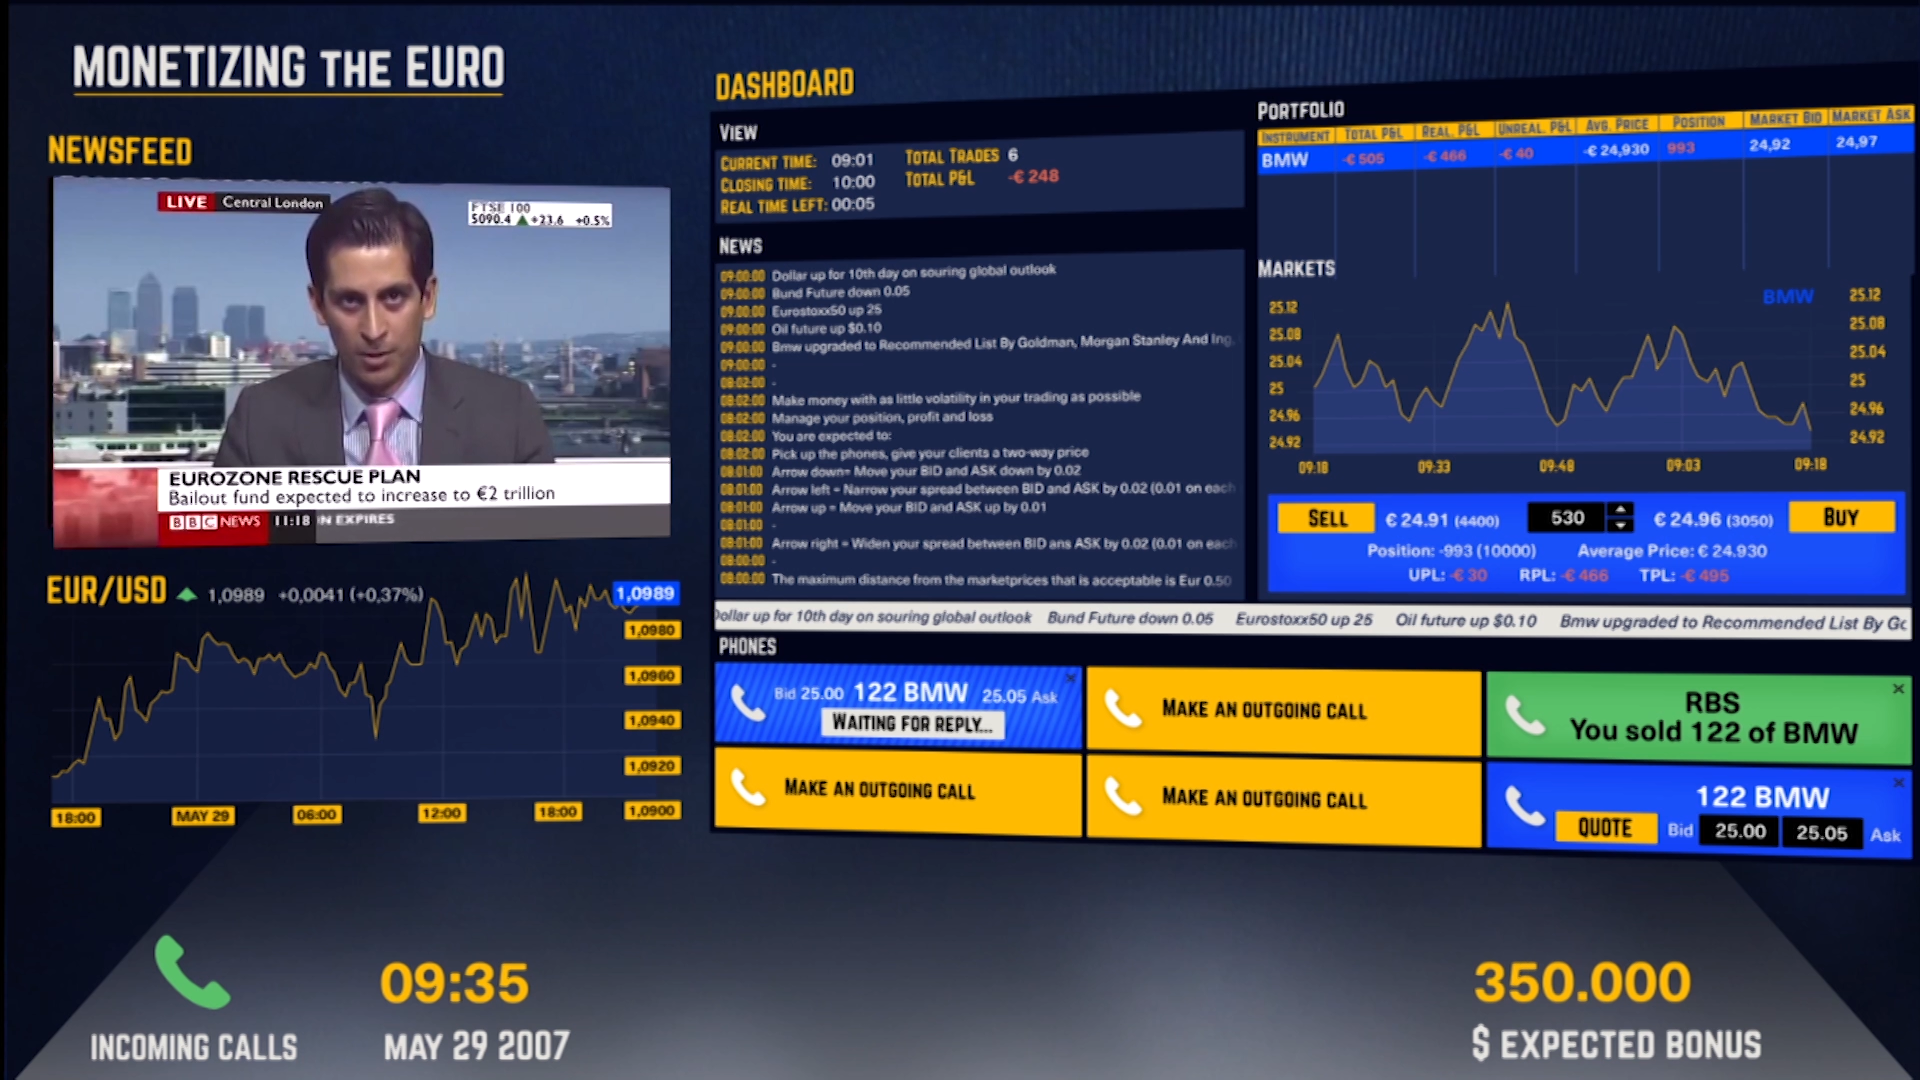 MONETIZING THE EURO
NEWSFEED
LIVE Central London
FTSE 100
5090.4 +23.6 +0.5%
EUROZONE RESCUE PLAN
Bailout fund expected to increase to €2 trillion
BBC NEWS 11:18 N EXPIRES
EUR/USD 1,0989 +0,0041 (+0,37%)
1,0989
1,0980
1,0960
1,0940
1,0920
1,0900
18:00 MAY 29 06:00 12:00 18:00
DASHBOARD
VIEW
CURRENT TIME: 09:01 TOTAL TRADES 6
CLOSING TIME: 10:00 TOTAL P&L -€ 248
REAL TIME LEFT: 00:05
NEWS
09:00:00 Dollar up for 10th day on souring global outlook
09:00:00 Bund Future down 0.05
09:00:00 Eurostoxx50 up 25
09:00:00 Oil future up $0.10
09:00:00 Bmw upgraded to Recommended List By Goldman, Morgan Stanley And Ing.
09:00:00 -
08:02:00 -
08:02:00 Make money with as little volatility in your trading as possible
08:02:00 Manage your position, profit and loss
08:02:00 You are expected to:
08:02:00 Pick up the phones, give your clients a two-way price
08:01:00 Arrow down= Move your BID and ASK down by 0.02
08:01:00 Arrow left = Narrow your spread between BID and ASK by 0.02 (0.01 on each
08:01:00 Arrow up = Move your BID and ASK up by 0.01
08:01:00 -
08:01:00 Arrow right = Widen your spread between BID ans ASK by 0.02 (0.01 on each
08:00:00 -
08:00:00 The maximum distance from the marketprices that is acceptable is Eur 0.50
PORTFOLIO
INSTRUMENT TOTAL P&L REAL. P&L UNREAL. P&L AVG. PRICE POSITION MARKET BID MARKET ASK
BMW -€ 505 -€ 466 -€ 40 -€ 24,930 993 24,92 24,97
MARKETS
BMW
25.12 25.12
25.08 25.08
25.04 25.04
25 25
24.96 24.96
24.92 24.92
09:18 09:33 09:48 09:03 09:18
SELL € 24.91 (4400) 530 € 24.96 (3050) BUY
Position: -993 (10000) Average Price: € 24.930
UPL: -€ 30 RPL: -€ 466 TPL: -€ 495
Dollar up for 10th day on souring global outlook Bund Future down 0.05 Eurostoxx50 up 25 Oil future up $0.10 Bmw upgraded to Recommended List By Go
PHONES
Bid 25.00 122 BMW 25.05 Ask
WAITING FOR REPLY...
MAKE AN OUTGOING CALL
RBS
You sold 122 of BMW
MAKE AN OUTGOING CALL
MAKE AN OUTGOING CALL
122 BMW
QUOTE Bid 25.00 25.05 Ask
INCOMING CALLS
09:35
MAY 29 2007
350.000
$ EXPECTED BONUS